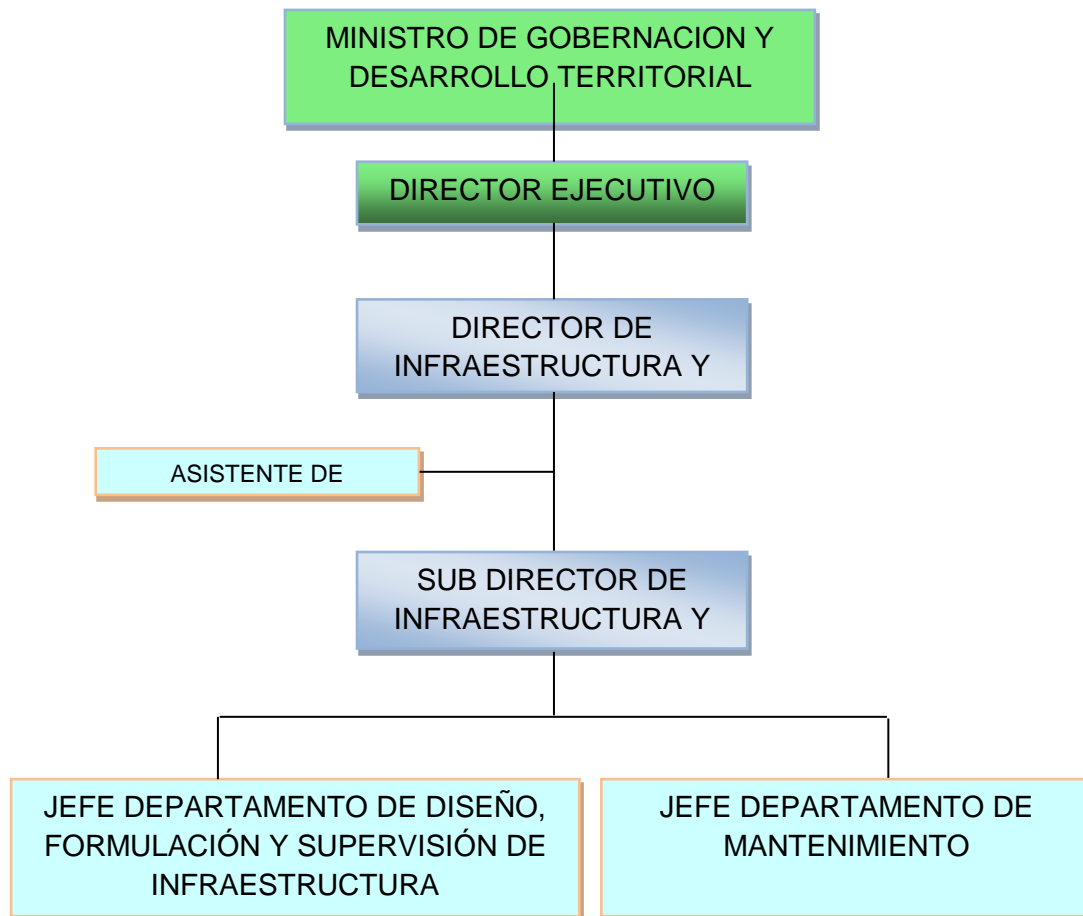 MINISTRO DE GOBERNACION Y
DESARROLLO TERRITORIAL
DIRECTOR EJECUTIVO
DIRECTOR DE
INFRAESTRUCTURA Y
ASISTENTE DE
SUB DIRECTOR DE
INFRAESTRUCTURA Y
JEFE DEPARTAMENTO DE DISEÑO,
FORMULACIÓN Y SUPERVISIÓN DE
INFRAESTRUCTURA
JEFE DEPARTAMENTO DE
MANTENIMIENTO